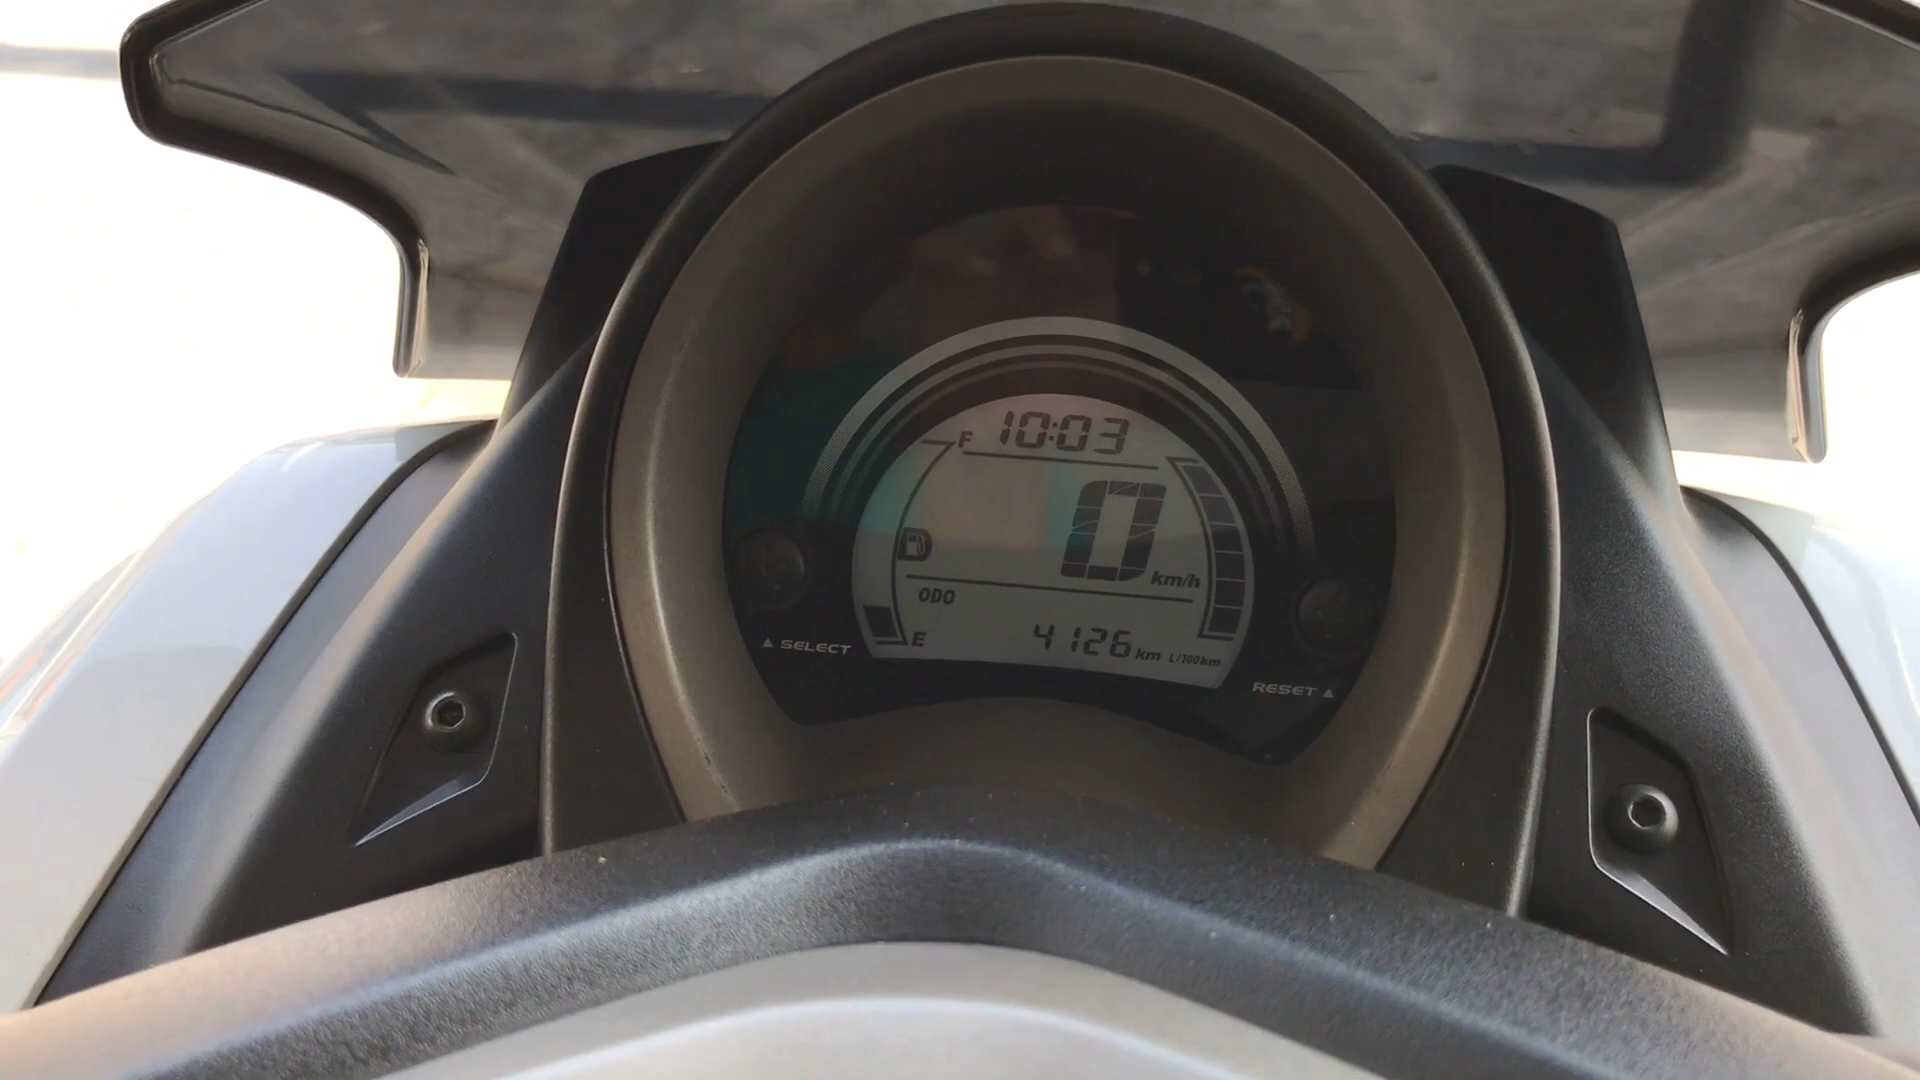 F 10:03
0 km/h
ODO
E 4126 km L/100km
▲ SELECT
RESET ▲